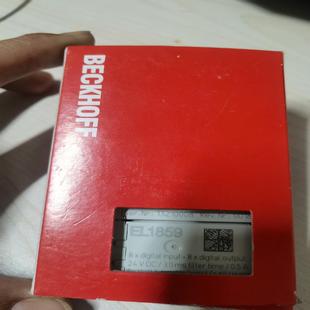 BECKHOFF
EL1859
8 x digital input + 8 x digital output
24 V DC / 3.0 ms filter time / 0.5 A